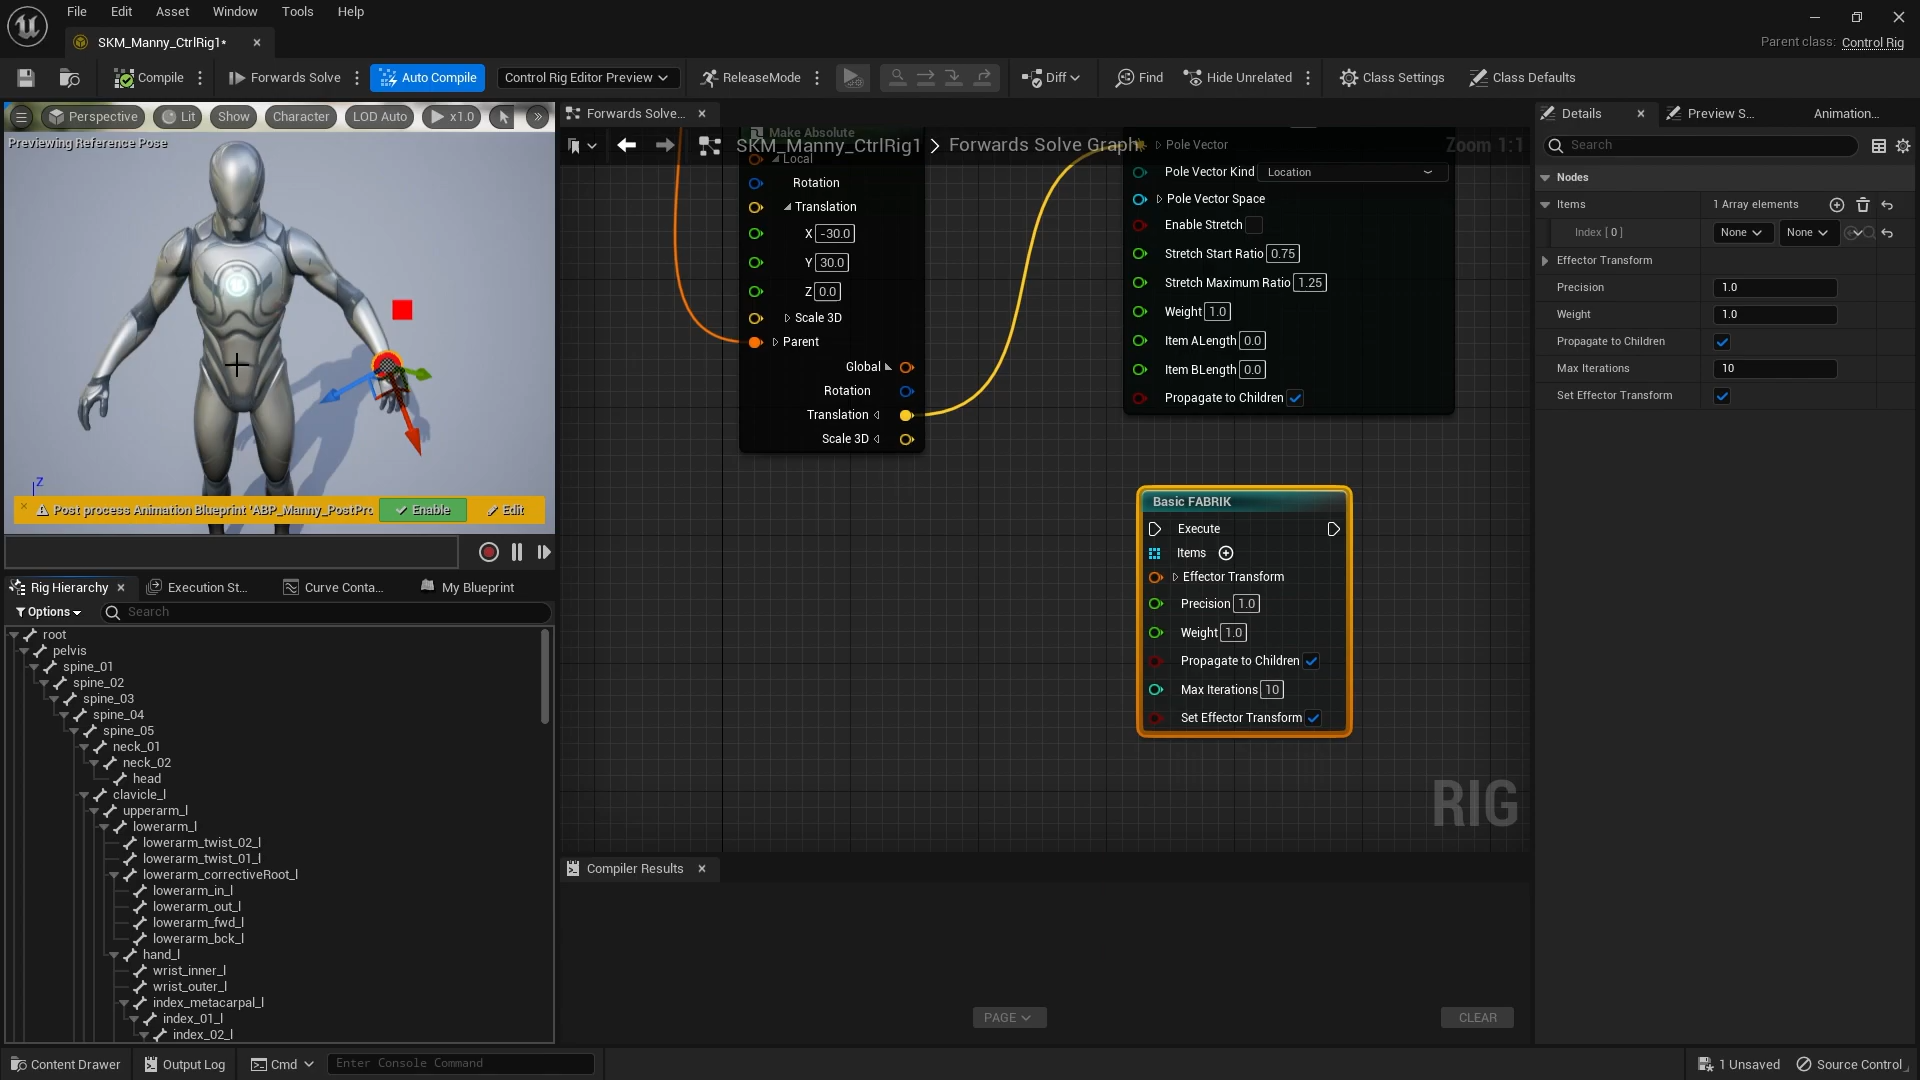 File Edit Asset Window Tools Help
SKM_Manny_CtrlRig1*
Parent class: Control Rig
Compile Forwards Solve Auto Compile Control Rig Editor Preview ReleaseMode Diff Find Hide Unrelated Class Settings Class Defaults
Perspective Lit Show Character LOD Auto x1.0
Previewing Reference Pose
Z
Post process Animation Blueprint 'ABP_Manny_PostPro Enable Edit
Rig Hierarchy Execution St... Curve Conta... My Blueprint
Options Search
root
pelvis
spine_01
spine_02
spine_03
spine_04
spine_05
neck_01
neck_02
head
clavicle_l
upperarm_l
lowerarm_l
lowerarm_twist_02_l
lowerarm_twist_01_l
lowerarm_correctiveRoot_l
lowerarm_in_l
lowerarm_out_l
lowerarm_fwd_l
lowerarm_bck_l
hand_l
wrist_inner_l
wrist_outer_l
index_metacarpal_l
index_01_l
index_02_l
Forwards Solve...
SKM_Manny_CtrlRig1 > Forwards Solve Graph
Zoom 1:1
Make Absolute
Local
Rotation
Translation
X -30.0
Y 30.0
Z 0.0
Scale 3D
Parent
Global
Rotation
Translation
Scale 3D
Pole Vector
Pole Vector Kind Location
Pole Vector Space
Enable Stretch
Stretch Start Ratio 0.75
Stretch Maximum Ratio 1.25
Weight 1.0
Item ALength 0.0
Item BLength 0.0
Propagate to Children
Basic FABRIK
Execute
Items
Effector Transform
Precision 1.0
Weight 1.0
Propagate to Children
Max Iterations 10
Set Effector Transform
RIG
Compiler Results
PAGE CLEAR
Details Preview S... Animation...
Search
Nodes
Items 1 Array elements
Index [ 0 ] None None
Effector Transform
Precision 1.0
Weight 1.0
Propagate to Children
Max Iterations 10
Set Effector Transform
Content Drawer Output Log Cmd Enter Console Command 1 Unsaved Source Control